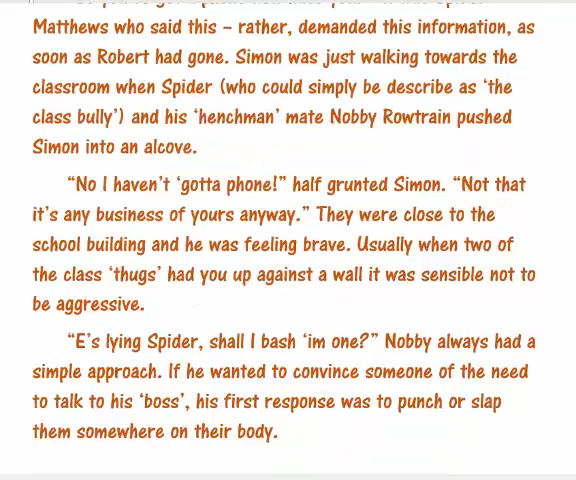 Matthews who said this – rather, demanded this information, as
soon as Robert had gone. Simon was just walking towards the
classroom when Spider (who could simply be describe as ‘the
class bully’) and his ‘henchman’ mate Nobby Rowtrain pushed
Simon into an alcove.
“No I haven’t ‘gotta phone!” half grunted Simon. “Not that
it’s any business of yours anyway.” They were close to the
school building and he was feeling brave. Usually when two of
the class ‘thugs’ had you up against a wall it was sensible not to
be aggressive.
“E’s lying Spider, shall I bash ‘im one?” Nobby always had a
simple approach. If he wanted to convince someone of the need
to talk to his ‘boss’, his first response was to punch or slap
them somewhere on their body.